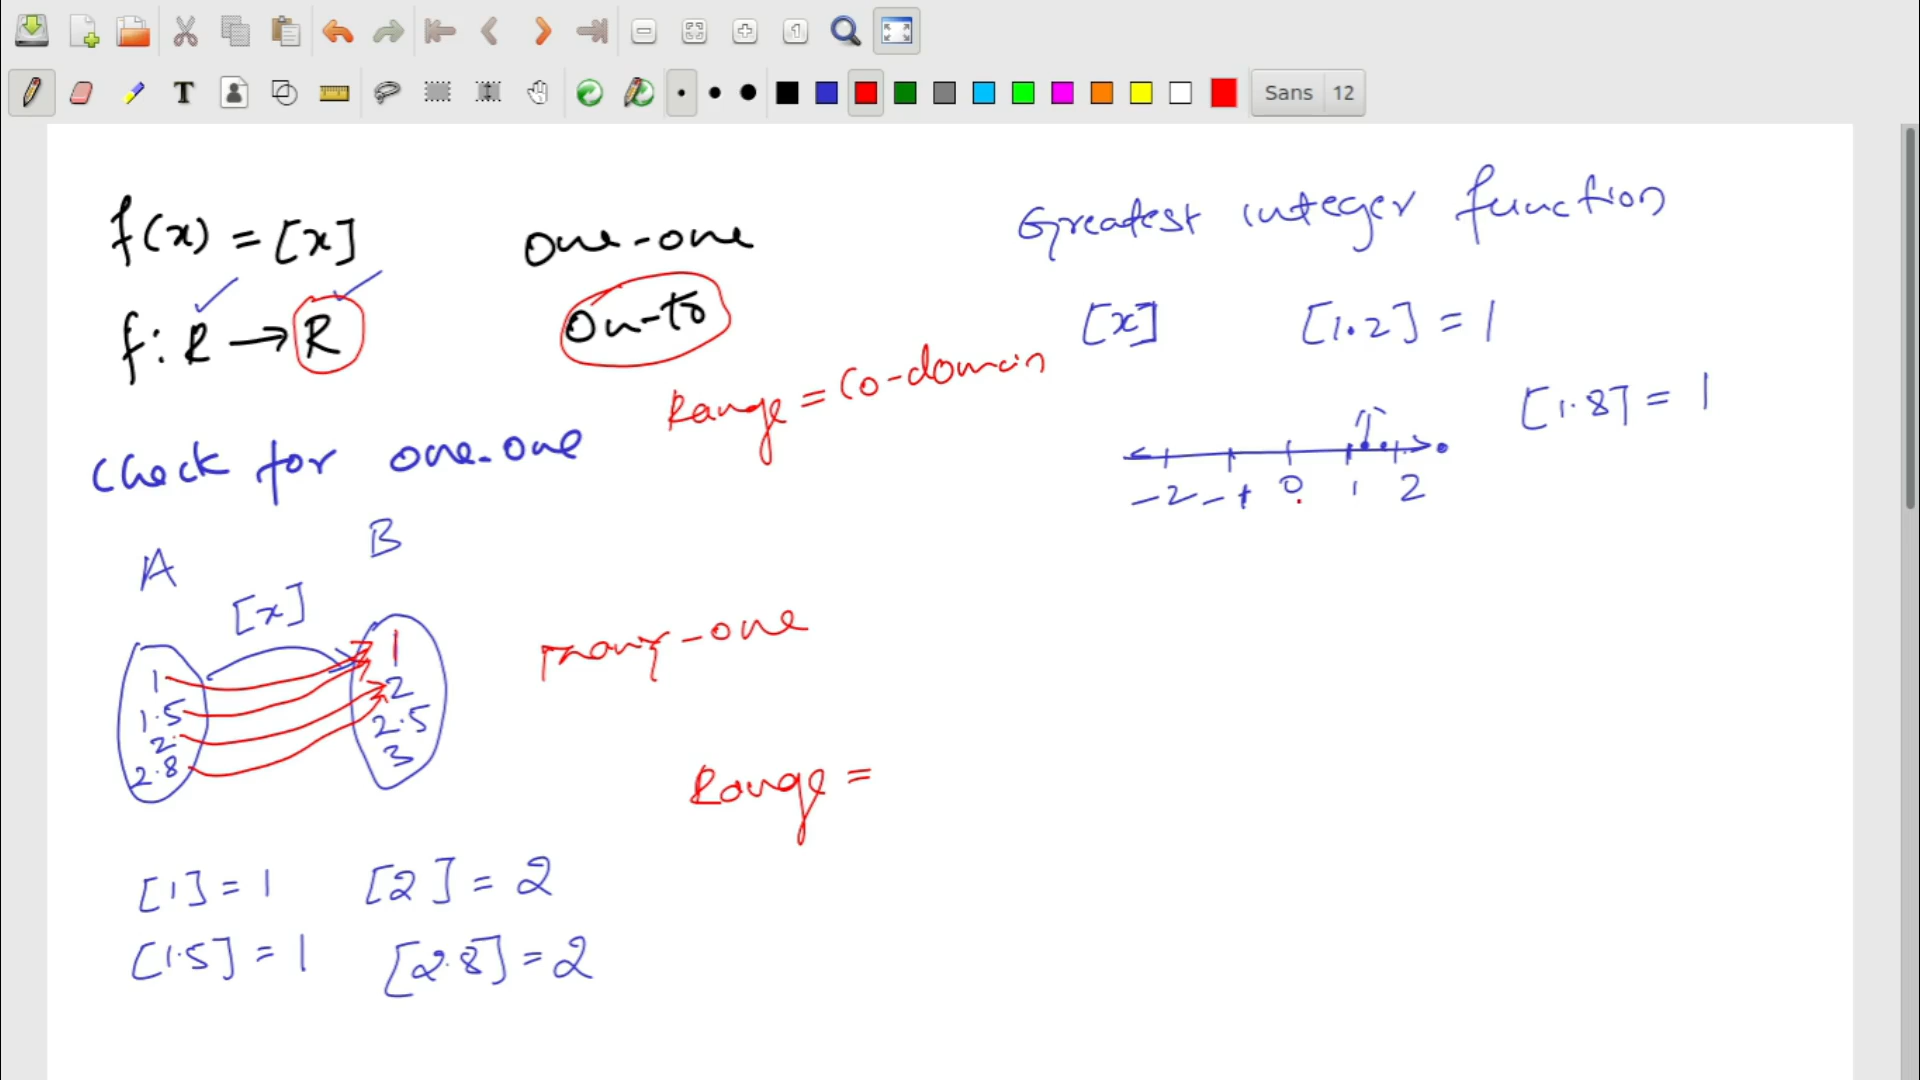 Sans 12
f(x) = [x]
one-one
Greatest integer function
f: R → R
on-to
[x]
[1.2] = 1
Range = Co-domain
[1.8] = 1
Check for one-one
-2 -1 0 1 2
A
B
[x]
1
1.5
2
2.8
1
2
2.5
3
Many-one
Range =
[1] = 1
[2] = 2
[1.5] = 1
[2.8] = 2